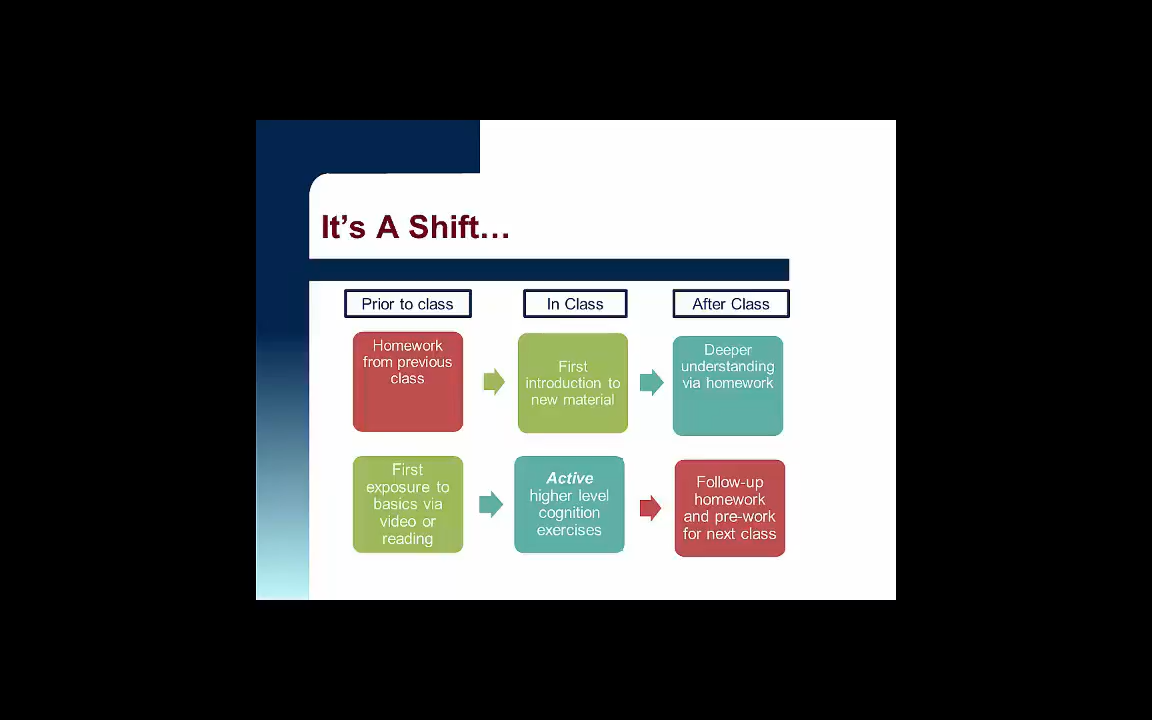 It's A Shift…
Prior to class
In Class
After Class
Homework
from previous
class
First
introduction to
new material
Deeper
understanding
via homework
First
exposure to
basics via
video or
reading
Active
higher level
cognition
exercises
Follow-up
homework
and pre-work
for next class